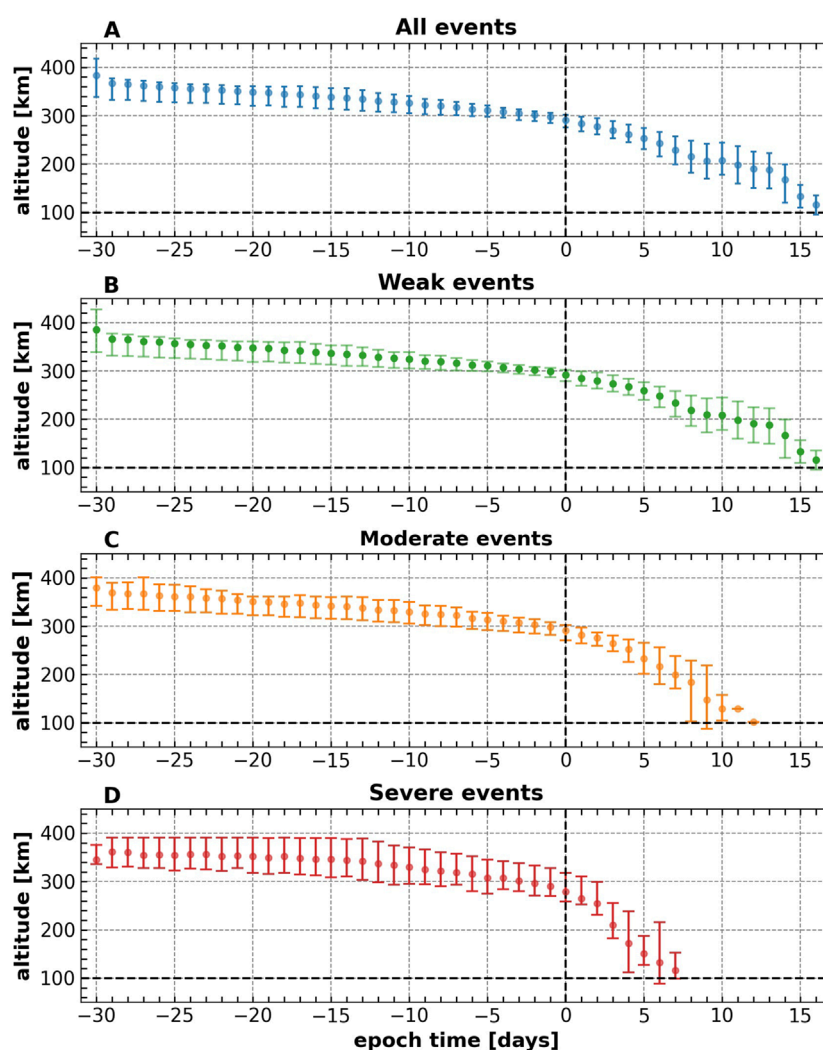 A All events
altitude [km]
400
300
200
100
−30 −25 −20 −15 −10 −5 0 5 10 15
B Weak events
altitude [km]
400
300
200
100
−30 −25 −20 −15 −10 −5 0 5 10 15
C Moderate events
altitude [km]
400
300
200
100
−30 −25 −20 −15 −10 −5 0 5 10 15
D Severe events
altitude [km]
400
300
200
100
−30 −25 −20 −15 −10 −5 0 5 10 15
epoch time [days]